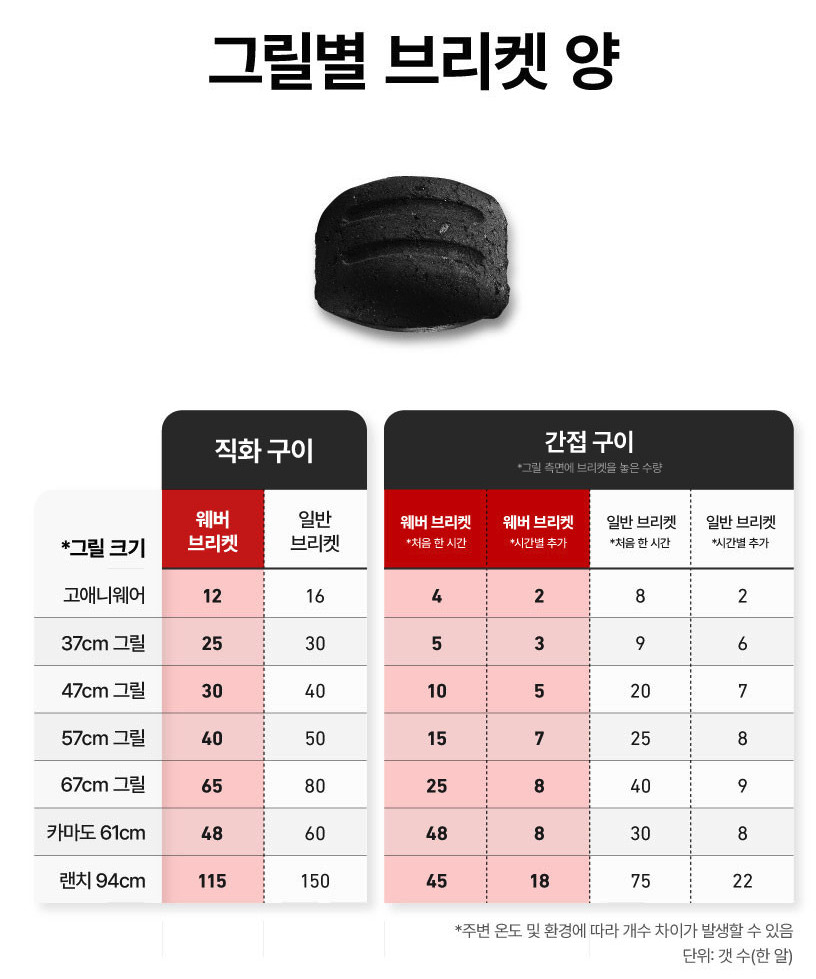 그릴별 브리켓 양
직화 구이 간접 구이
*그릴 측면에 브리켓을 놓은 수량
*그릴 크기 웨버 브리켓 일반 브리켓 웨버 브리켓 *처음 한 시간 웨버 브리켓 *시간별 추가 일반 브리켓 *처음 한 시간 일반 브리켓 *시간별 추가
고애니웨어 12 16 4 2 8 2
37cm 그릴 25 30 5 3 9 6
47cm 그릴 30 40 10 5 20 7
57cm 그릴 40 50 15 7 25 8
67cm 그릴 65 80 25 8 40 9
카마도 61cm 48 60 48 8 30 8
랜치 94cm 115 150 45 18 75 22
*주변 온도 및 환경에 따라 개수 차이가 발생할 수 있음
단위: 갯 수(한 알)